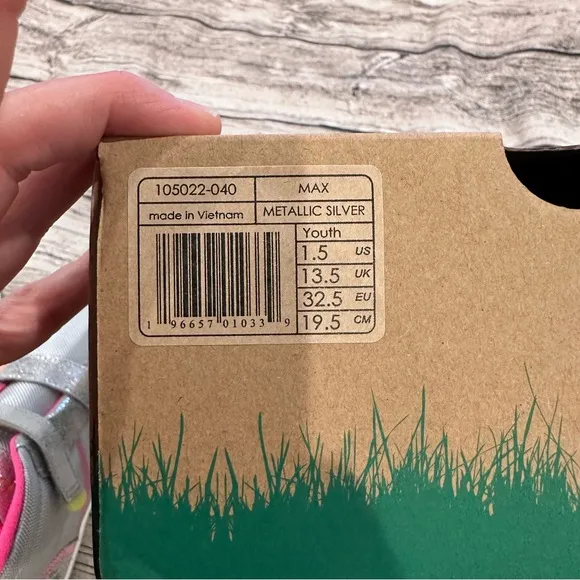 105022-040 MAX
made in Vietnam METALLIC SILVER
Youth
1.5 US
13.5 UK
32.5 EU
19.5 CM
1 96657 01033 9